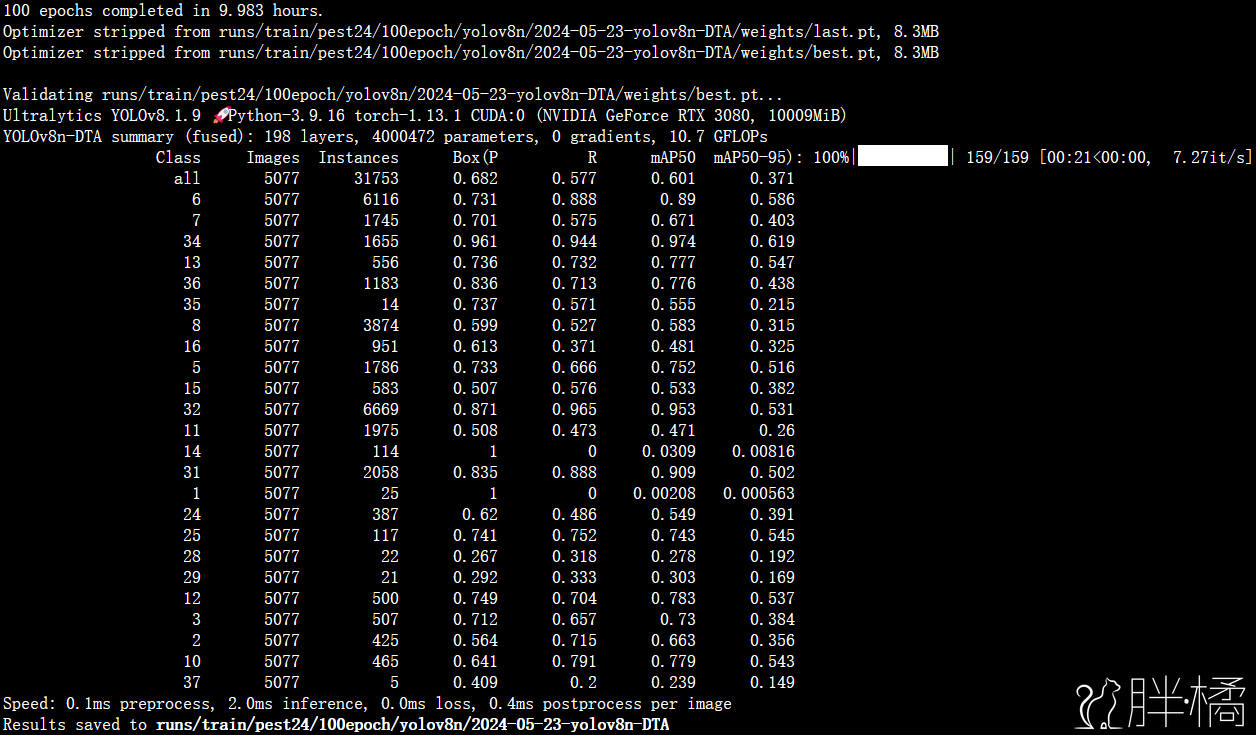 100 epochs completed in 9.983 hours.
Optimizer stripped from runs/train/pest24/100epoch/yolov8n/2024-05-23-yolov8n-DTA/weights/last.pt, 8.3MB
Optimizer stripped from runs/train/pest24/100epoch/yolov8n/2024-05-23-yolov8n-DTA/weights/best.pt, 8.3MB
Validating runs/train/pest24/100epoch/yolov8n/2024-05-23-yolov8n-DTA/weights/best.pt...
Ultralytics YOLOv8.1.9 🚀Python-3.9.16 torch-1.13.1 CUDA:0 (NVIDIA GeForce RTX 3080, 10009MiB)
YOLOv8n-DTA summary (fused): 198 layers, 4000472 parameters, 0 gradients, 10.7 GFLOPs
Class Images Instances Box(P R mAP50 mAP50-95): 100%|██████████| 159/159 [00:21<00:00, 7.27it/s]
all 5077 31753 0.682 0.577 0.601 0.371
6 5077 6116 0.731 0.888 0.89 0.586
7 5077 1745 0.701 0.575 0.671 0.403
34 5077 1655 0.961 0.944 0.974 0.619
13 5077 556 0.736 0.732 0.777 0.547
36 5077 1183 0.836 0.713 0.776 0.438
35 5077 14 0.737 0.571 0.555 0.215
8 5077 3874 0.599 0.527 0.583 0.315
16 5077 951 0.613 0.371 0.481 0.325
5 5077 1786 0.733 0.666 0.752 0.516
15 5077 583 0.507 0.576 0.533 0.382
32 5077 6669 0.871 0.965 0.953 0.531
11 5077 1975 0.508 0.473 0.471 0.26
14 5077 114 1 0 0.0309 0.00816
31 5077 2058 0.835 0.888 0.909 0.502
1 5077 25 1 0 0.00208 0.000563
24 5077 387 0.62 0.486 0.549 0.391
25 5077 117 0.741 0.752 0.743 0.545
28 5077 22 0.267 0.318 0.278 0.192
29 5077 21 0.292 0.333 0.303 0.169
12 5077 500 0.749 0.704 0.783 0.537
3 5077 507 0.712 0.657 0.73 0.384
2 5077 425 0.564 0.715 0.663 0.356
10 5077 465 0.641 0.791 0.779 0.543
37 5077 5 0.409 0.2 0.239 0.149
Speed: 0.1ms preprocess, 2.0ms inference, 0.0ms loss, 0.4ms postprocess per image
Results saved to runs/train/pest24/100epoch/yolov8n/2024-05-23-yolov8n-DTA
胖·橘